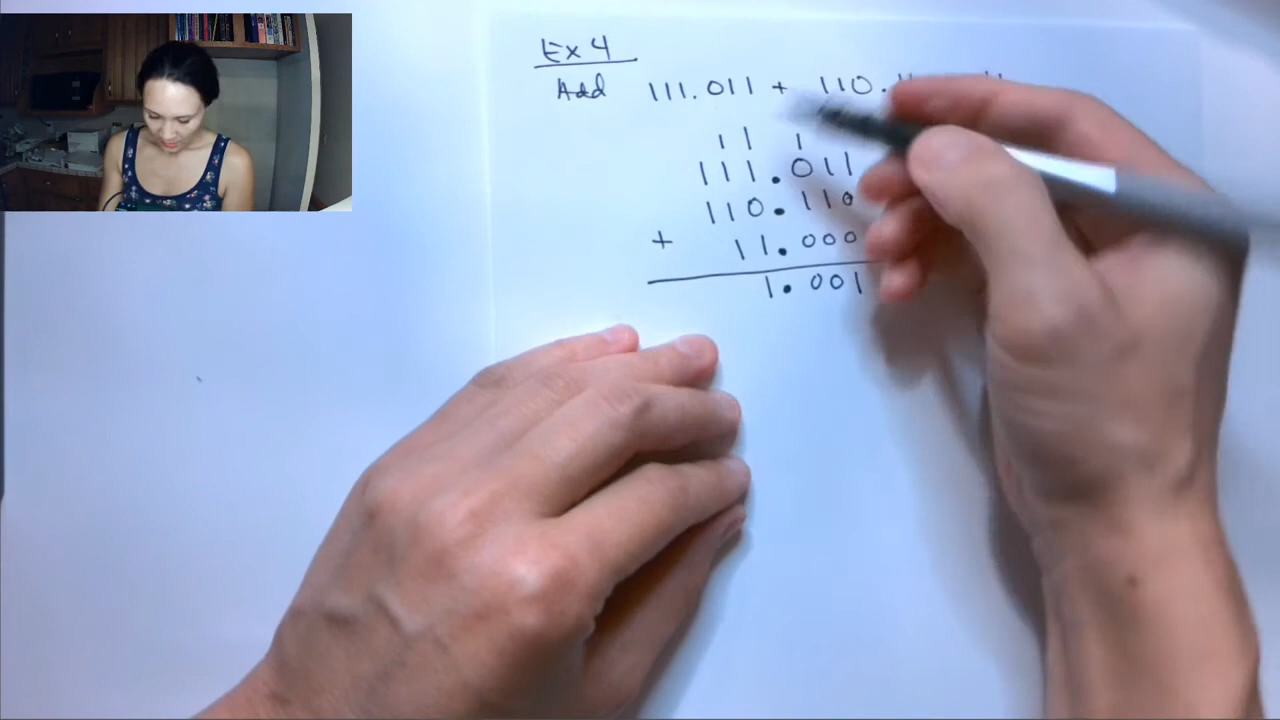 Ex 4
Add 111.011 + 110.
11 1
111.011
110.110
+ 11.000
1.001